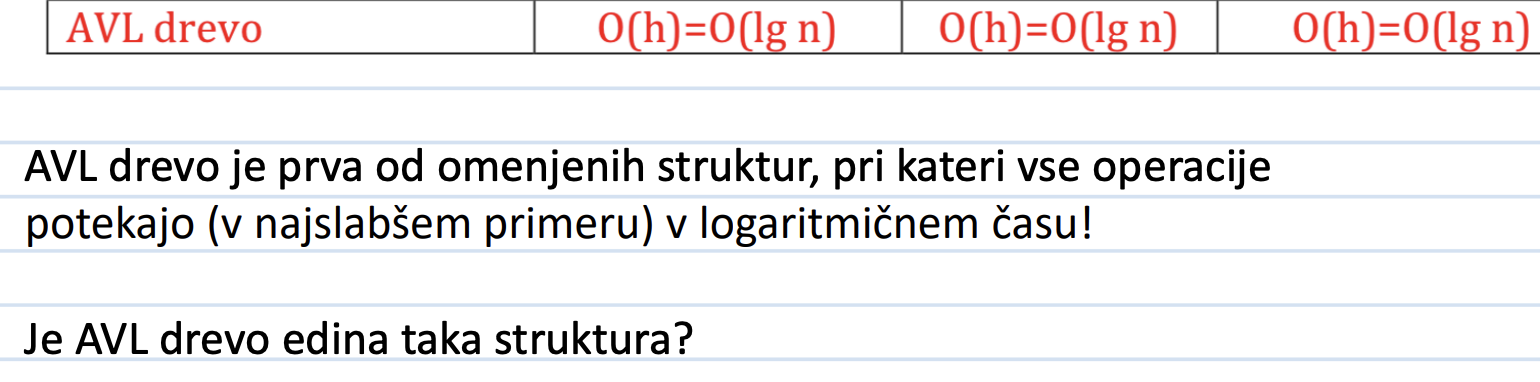 AVL drevo O(h)=O(lg n) O(h)=O(lg n) O(h)=O(lg n)
AVL drevo je prva od omenjenih struktur, pri kateri vse operacije
potekajo (v najslabšem primeru) v logaritmičnem času!
Je AVL drevo edina taka struktura?